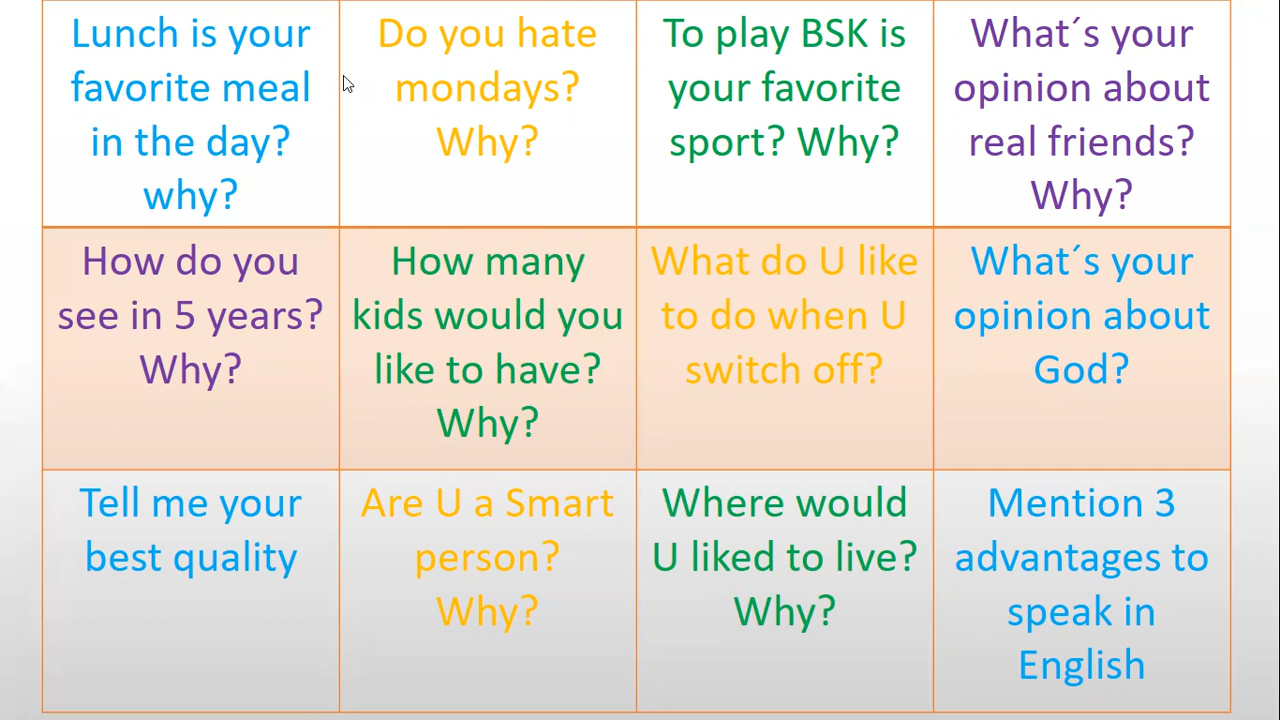 Lunch is your
favorite meal
in the day?
why?
Do you hate
mondays?
Why?
To play BSK is
your favorite
sport? Why?
What´s your
opinion about
real friends?
Why?
How do you
see in 5 years?
Why?
How many
kids would you
like to have?
Why?
What do U like
to do when U
switch off?
What´s your
opinion about
God?
Tell me your
best quality
Are U a Smart
person?
Why?
Where would
U liked to live?
Why?
Mention 3
advantages to
speak in
English